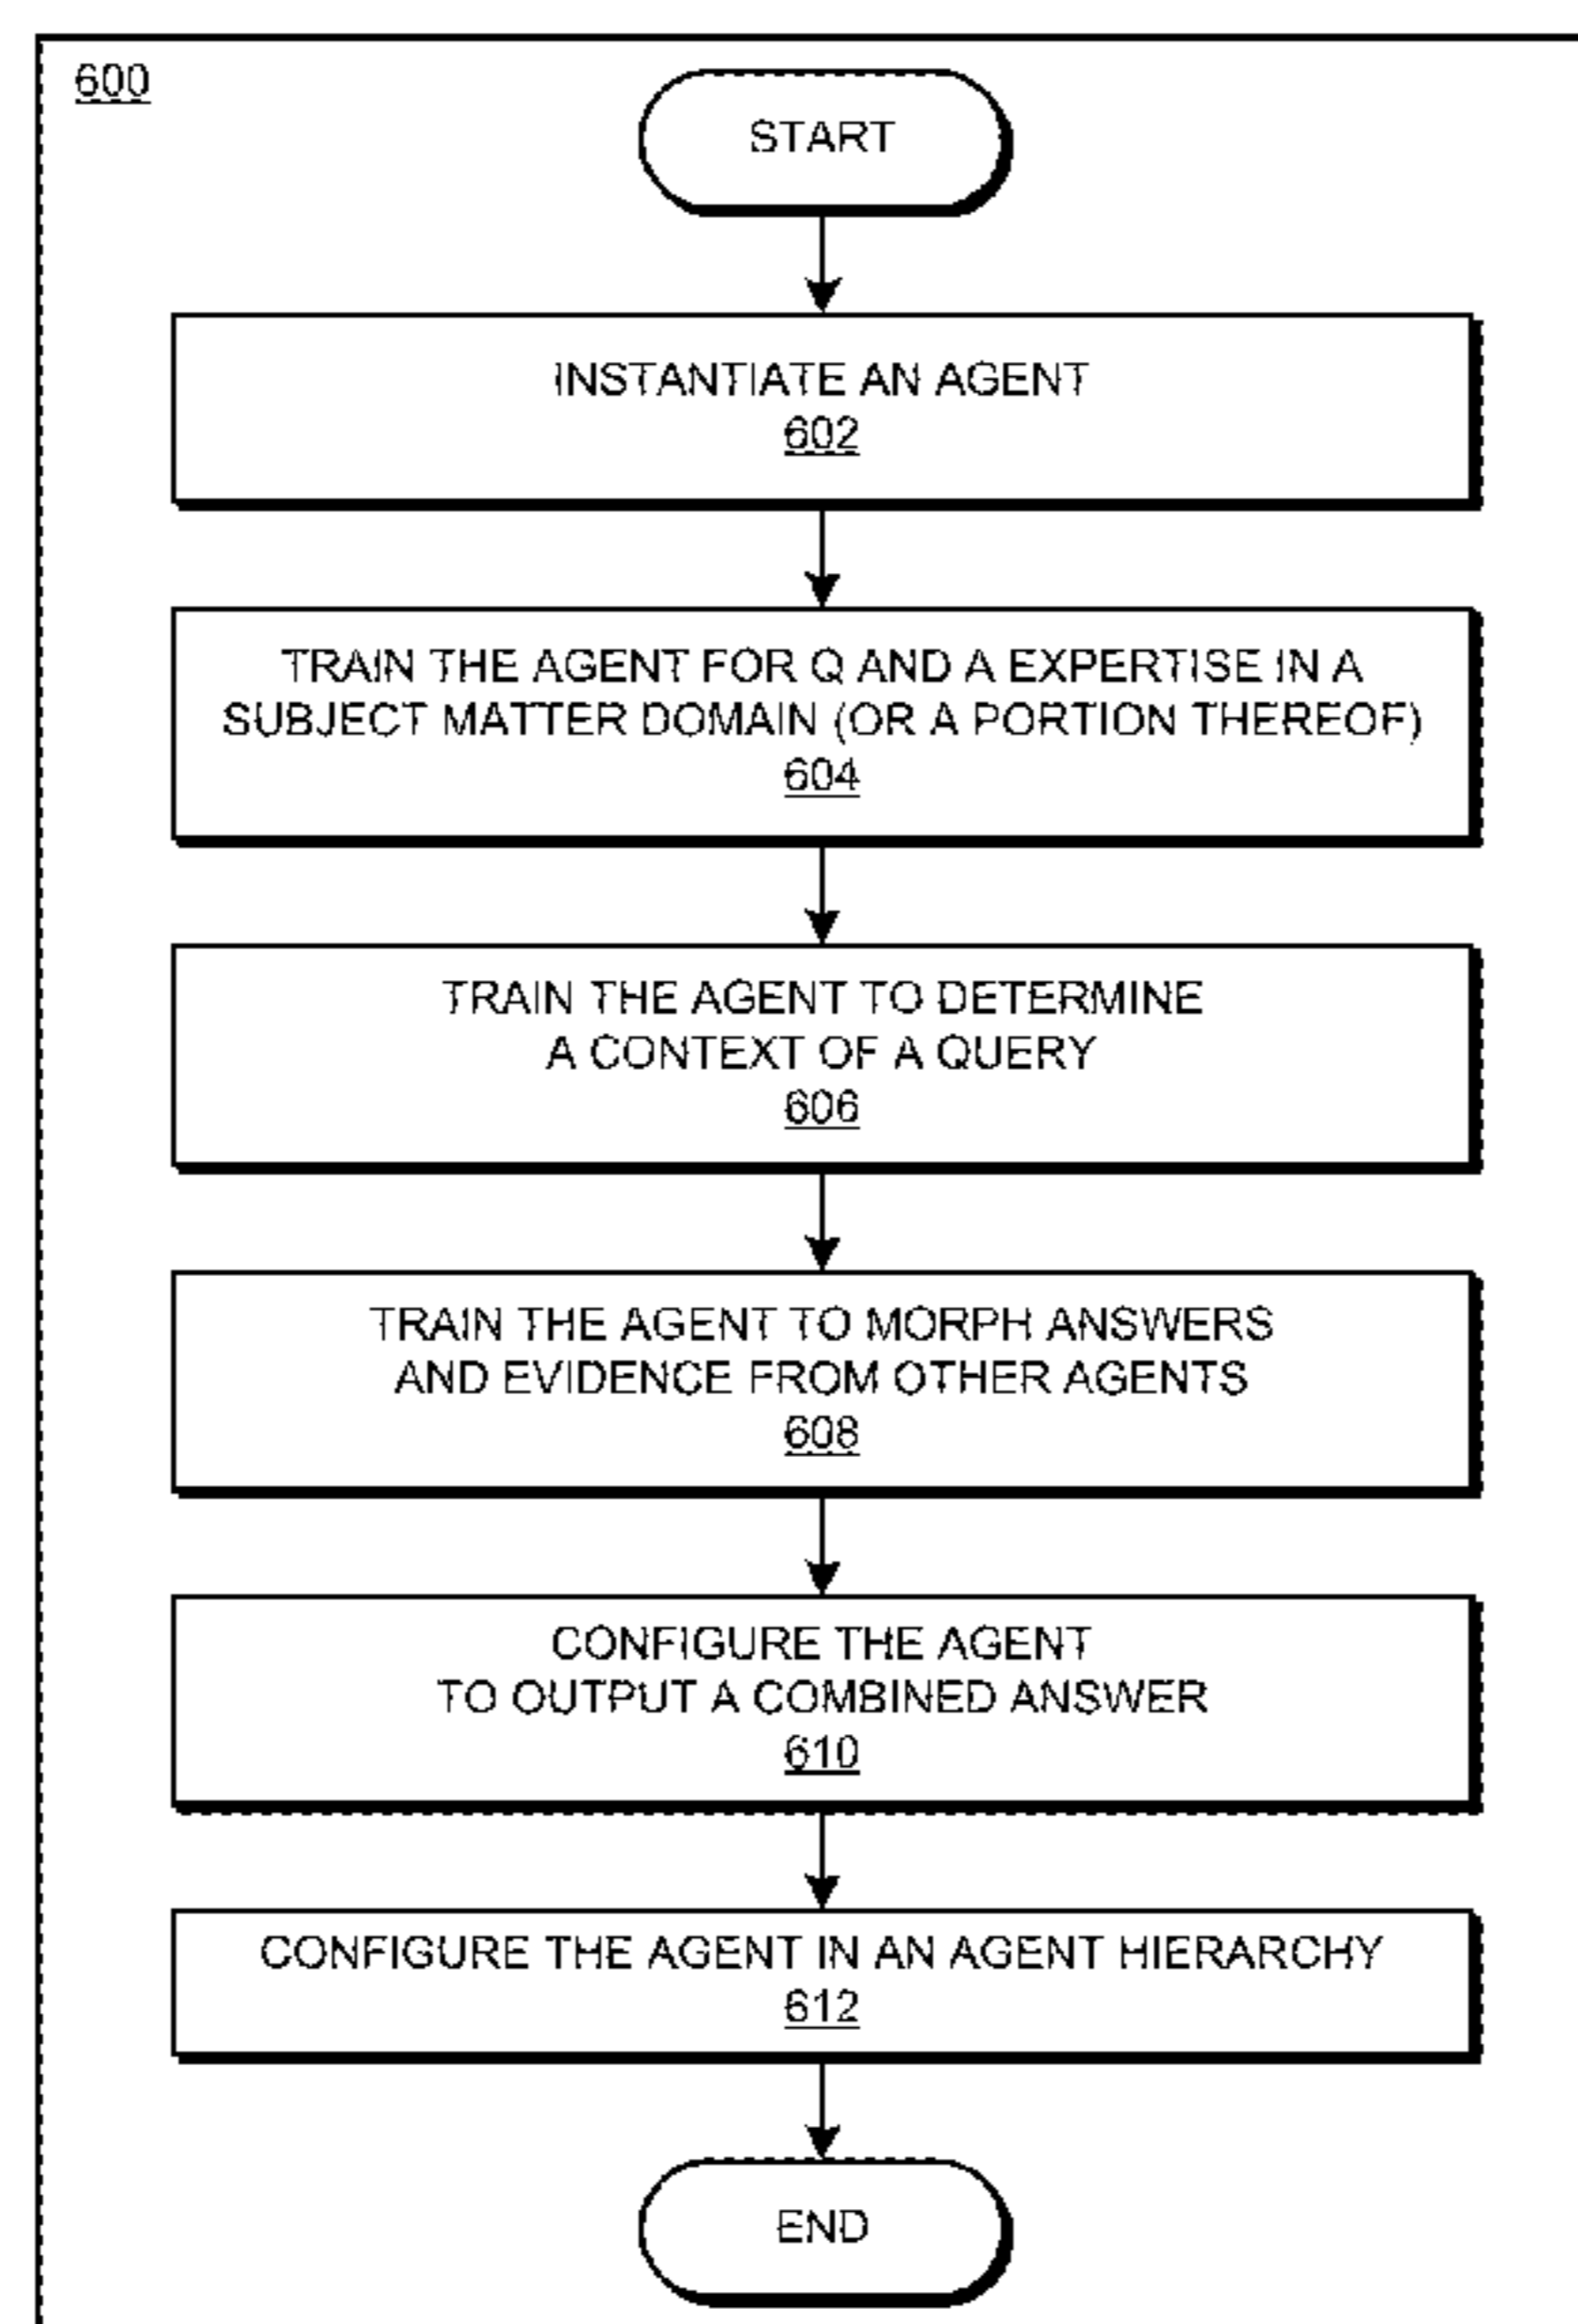 600
START
INSTANTIATE AN AGENT
602
TRAIN THE AGENT FOR Q AND A EXPERTISE IN A
SUBJECT MATTER DOMAIN (OR A PORTION THEREOF)
604
TRAIN THE AGENT TO DETERMINE
A CONTEXT OF A QUERY
606
TRAIN THE AGENT TO MORPH ANSWERS
AND EVIDENCE FROM OTHER AGENTS
608
CONFIGURE THE AGENT
TO OUTPUT A COMBINED ANSWER
610
CONFIGURE THE AGENT IN AN AGENT HIERARCHY
612
END